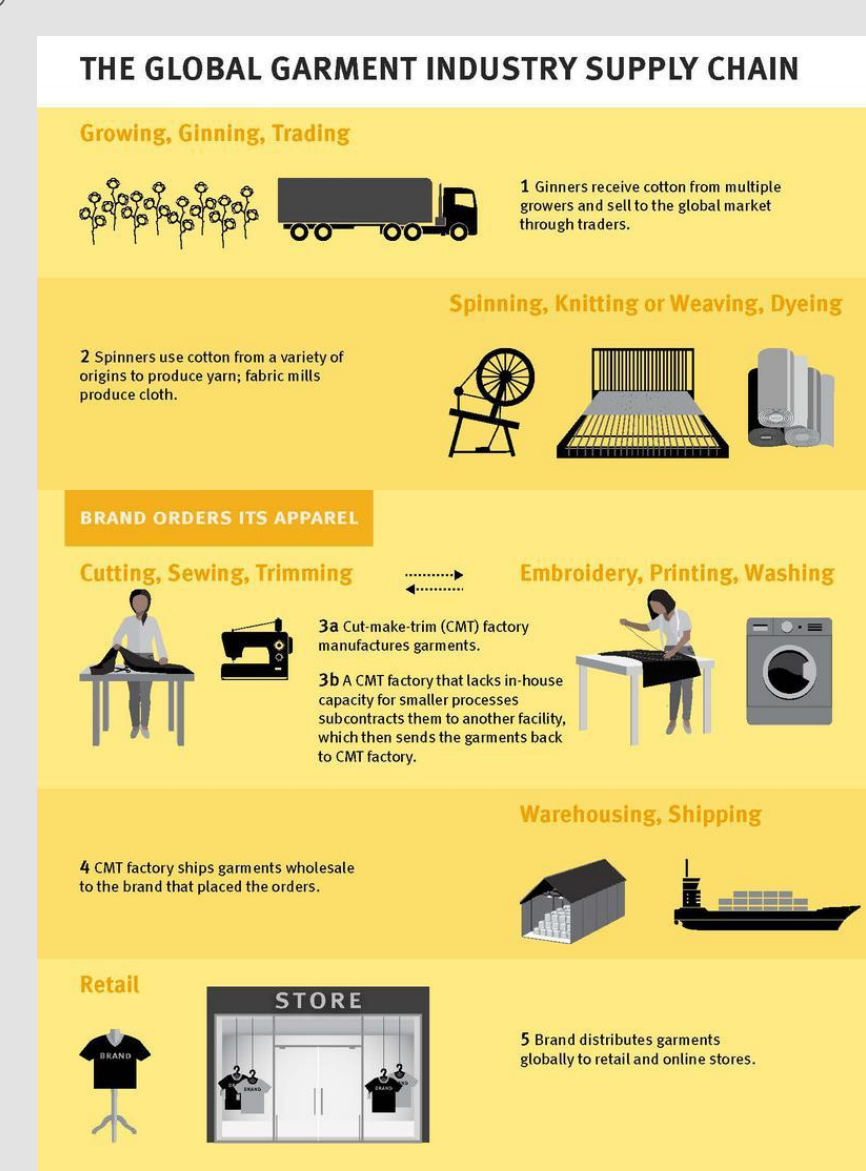 THE GLOBAL GARMENT INDUSTRY SUPPLY CHAIN
Growing, Ginning, Trading
1 Ginners receive cotton from multiple
growers and sell to the global market
through traders.
Spinning, Knitting or Weaving, Dyeing
2 Spinners use cotton from a variety of
origins to produce yarn; fabric mills
produce cloth.
BRAND ORDERS ITS APPAREL
Cutting, Sewing, Trimming
Embroidery, Printing, Washing
3a Cut-make-trim (CMT) factory
manufactures garments.
3b A CMT factory that lacks in-house
capacity for smaller processes
subcontracts them to another facility,
which then sends the garments back
to CMT factory.
Warehousing, Shipping
4 CMT factory ships garments wholesale
to the brand that placed the orders.
Retail
STORE
BRAND
BRAND
BRAND
5 Brand distributes garments
globally to retail and online stores.